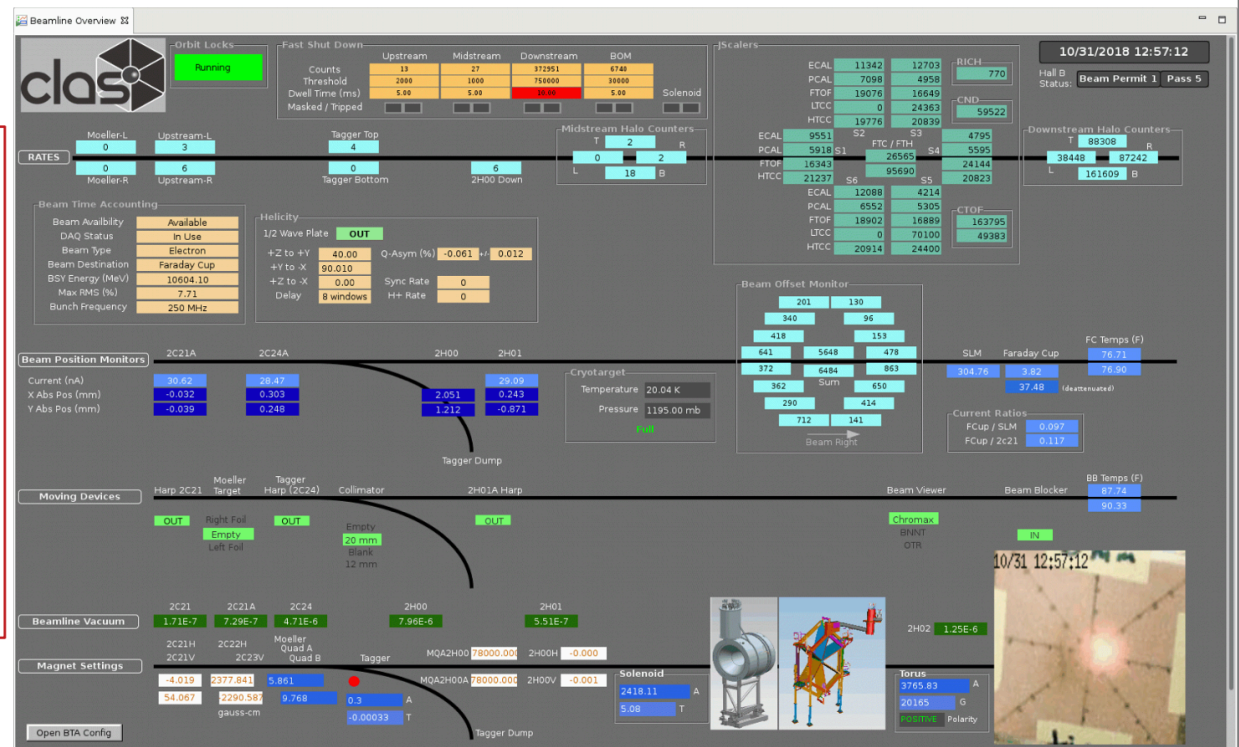 Beamline Overview
clas
Orbit Locks
Running
Fast Shut Down
Upstream Midstream Downstream BOM
Counts 13 27 372951 6740
Threshold 2000 1000 750000 30000
Dwell Time (ms) 5.00 5.00 10.00 5.00 Solenoid
Masked / Tripped
JScalers
ECAL 11342 12703
PCAL 7098 4958
FTOF 19076 16649
LTCC 0 24363
HTCC 19776 20839
RICH
770
CND
59522
S2 S3
ECAL 9551 4795
PCAL 5918 S1 FTC / FTH S4 5595
FTOF 16343 26565 24144
HTCC 21237 95690 20823
S6 S5
ECAL 12088 4214
PCAL 6552 5305
FTOF 18902 16889
LTCC 0 70100
HTCC 20914 24400
CTOF
163795
49383
10/31/2018 12:57:12
Hall B Status: Beam Permit 1 Pass 5
RATES
Moeller-L Upstream-L Tagger Top
0 3 4
0 6 0 6
Moeller-R Upstream-R Tagger Bottom 2H00 Down
Midstream Halo Counters
T 2 R
0 2
L 18 B
Downstream Halo Counters
T 88308 R
38448 87242
L 161609 B
Beam Time Accounting
Beam Availbility Available
DAQ Status In Use
Beam Type Electron
Beam Destination Faraday Cup
BSY Energy (MeV) 10604.10
Max RMS (%) 7.71
Bunch Frequency 250 MHz
Helicity
1/2 Wave Plate OUT
+Z to +Y 40.00 Q-Asym (%) -0.061 +/- 0.012
+Y to -X 90.010
+Z to -X 0.00 Sync Rate 0
Delay 8 windows H+ Rate 0
Beam Offset Monitor
201 130
340 96
418 153
641 5648 478
372 6484 863
362 Sum 650
290 414
712 141
Beam Right
Beam Position Monitors
2C21A 2C24A 2H00 2H01
Current (nA) 30.62 28.47 29.09
X Abs Pos (mm) -0.032 0.303 2.051 0.243
Y Abs Pos (mm) -0.039 0.248 1.212 -0.871
Tagger Dump
Cryotarget
Temperature 20.04 K
Pressure 1195.00 mb
Full
SLM Faraday Cup
304.76 3.82
37.48 (deattenuated)
FC Temps (F)
76.71
76.90
Current Ratios
FCup / SLM 0.097
FCup / 2c21 0.117
Moving Devices
Harp 2C21 Moeller Target Tagger Harp (2C24) Collimator 2H01A Harp Beam Viewer Beam Blocker
BB Temps (F)
87.74
90.33
OUT Right Foil OUT Empty OUT Chromax
Empty 20 mm BNNT IN
Left Foil Blank OTR
12 mm
10/31 12:57:12
Beamline Vacuum
2C21 2C21A 2C24 2H00 2H01
1.71E-7 7.29E-7 4.71E-6 7.96E-6 5.51E-7
2H02 1.25E-6
Magnet Settings
2C21H 2C22H Moeller Quad A
2C21V 2C23V Quad B Tagger
-4.019 2377.841 5.861
54.067 -2290.587 9.768 0.3 A
gauss-cm -0.00033 T
MQA2H00 78000.000 2H00H -0.000
MQA2H00A 78000.000 2H00V -0.001
Tagger Dump
Solenoid
2418.11 A
5.08 T
Torus
3765.83 A
20165 G
POSITIVE Polarity
Open BTA Config